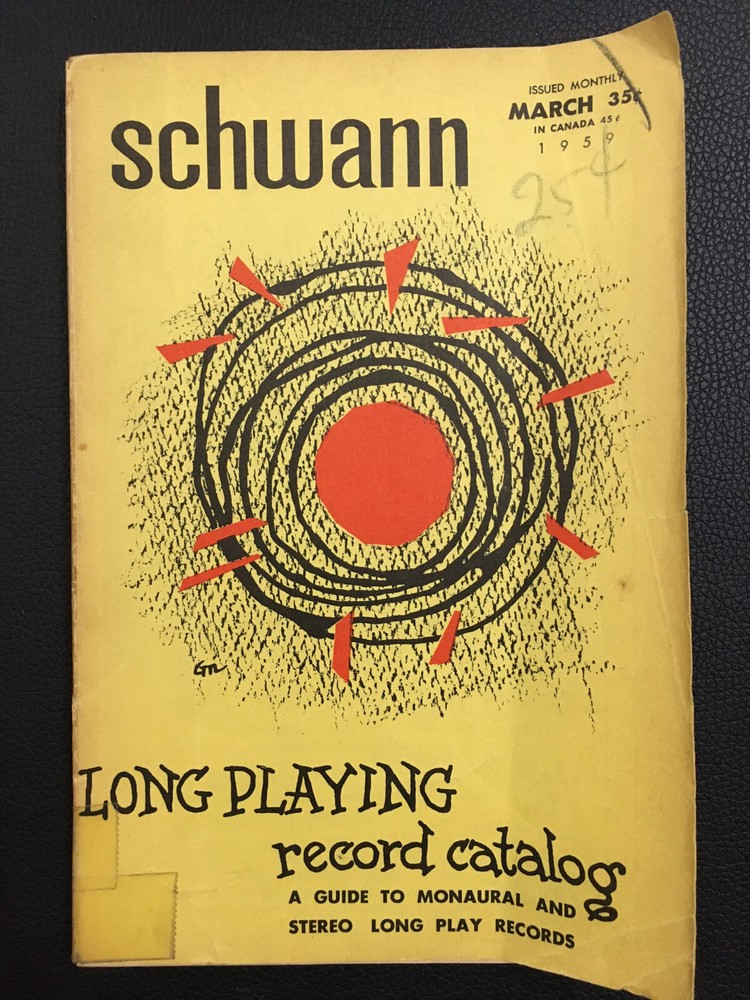 schwann
ISSUED MONTHLY
MARCH 35¢
IN CANADA 45¢
1959
25¢
Gn
LONG PLAYING
record catalog
A GUIDE TO MONAURAL AND
STEREO LONG PLAY RECORDS